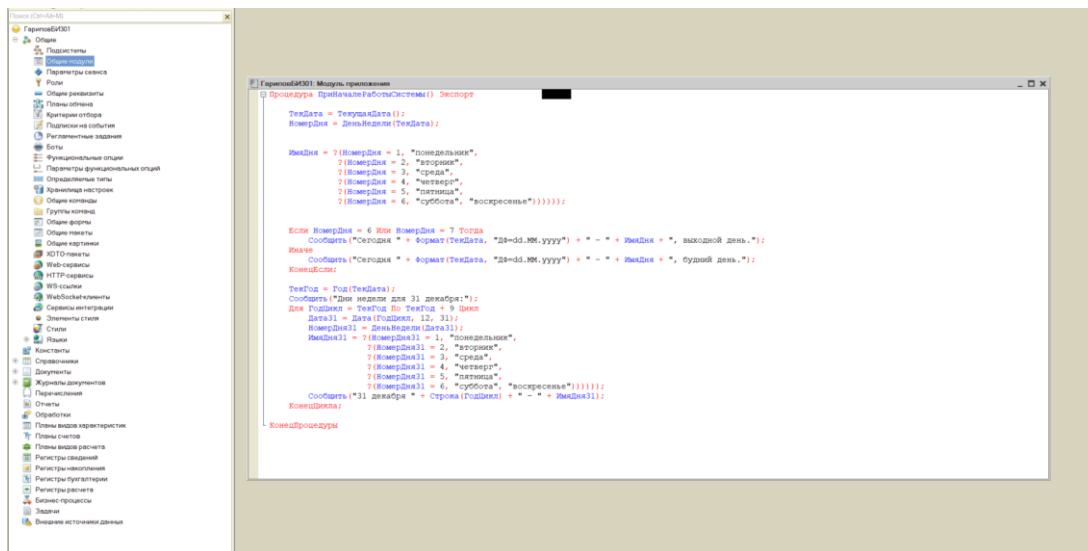 Поиск (Ctrl+Alt+M)
ГариповБИ301
Общие
Подсистемы
Общие модули
Параметры сеанса
Роли
Общие реквизиты
Планы обмена
Критерии отбора
Подписки на события
Регламентные задания
Боты
Функциональные опции
Параметры функциональных опций
Определяемые типы
Хранилища настроек
Общие команды
Группы команд
Общие формы
Общие макеты
Общие картинки
XDTO-пакеты
Web-сервисы
HTTP-сервисы
WS-ссылки
WebSocket-клиенты
Сервисы интеграции
Элементы стиля
Стили
Языки
Константы
Справочники
Документы
Журналы документов
Перечисления
Отчеты
Обработки
Планы видов характеристик
Планы счетов
Планы видов расчета
Регистры сведений
Регистры накопления
Регистры бухгалтерии
Регистры расчета
Бизнес-процессы
Задачи
Внешние источники данных
ГариповБИ301: Модуль приложения
Процедура ПриНачалеРаботыСистемы() Экспорт
ТекДата = ТекущаяДата();
НомерДня = ДеньНедели(ТекДата);
ИмяДня = ?(НомерДня = 1, "понедельник",
?(НомерДня = 2, "вторник",
?(НомерДня = 3, "среда",
?(НомерДня = 4, "четверг",
?(НомерДня = 5, "пятница",
?(НомерДня = 6, "суббота", "воскресенье"))))));
Если НомерДня = 6 Или НомерДня = 7 Тогда
Сообщить("Сегодня " + Формат(ТекДата, "ДФ=dd.MM.yyyy") + " - " + ИмяДня + ", выходной день.");
Иначе
Сообщить("Сегодня " + Формат(ТекДата, "ДФ=dd.MM.yyyy") + " - " + ИмяДня + ", будний день.");
КонецЕсли;
ТекГод = Год(ТекДата);
Сообщить("Дни недели для 31 декабря:");
Для ГодЦикл = ТекГод По ТекГод + 9 Цикл
Дата31 = Дата(ГодЦикл, 12, 31);
НомерДня31 = ДеньНедели(Дата31);
ИмяДня31 = ?(НомерДня31 = 1, "понедельник",
?(НомерДня31 = 2, "вторник",
?(НомерДня31 = 3, "среда",
?(НомерДня31 = 4, "четверг",
?(НомерДня31 = 5, "пятница",
?(НомерДня31 = 6, "суббота", "воскресенье"))))));
Сообщить("31 декабря " + Строка(ГодЦикл) + " - " + ИмяДня31);
КонецЦикла;
КонецПроцедуры